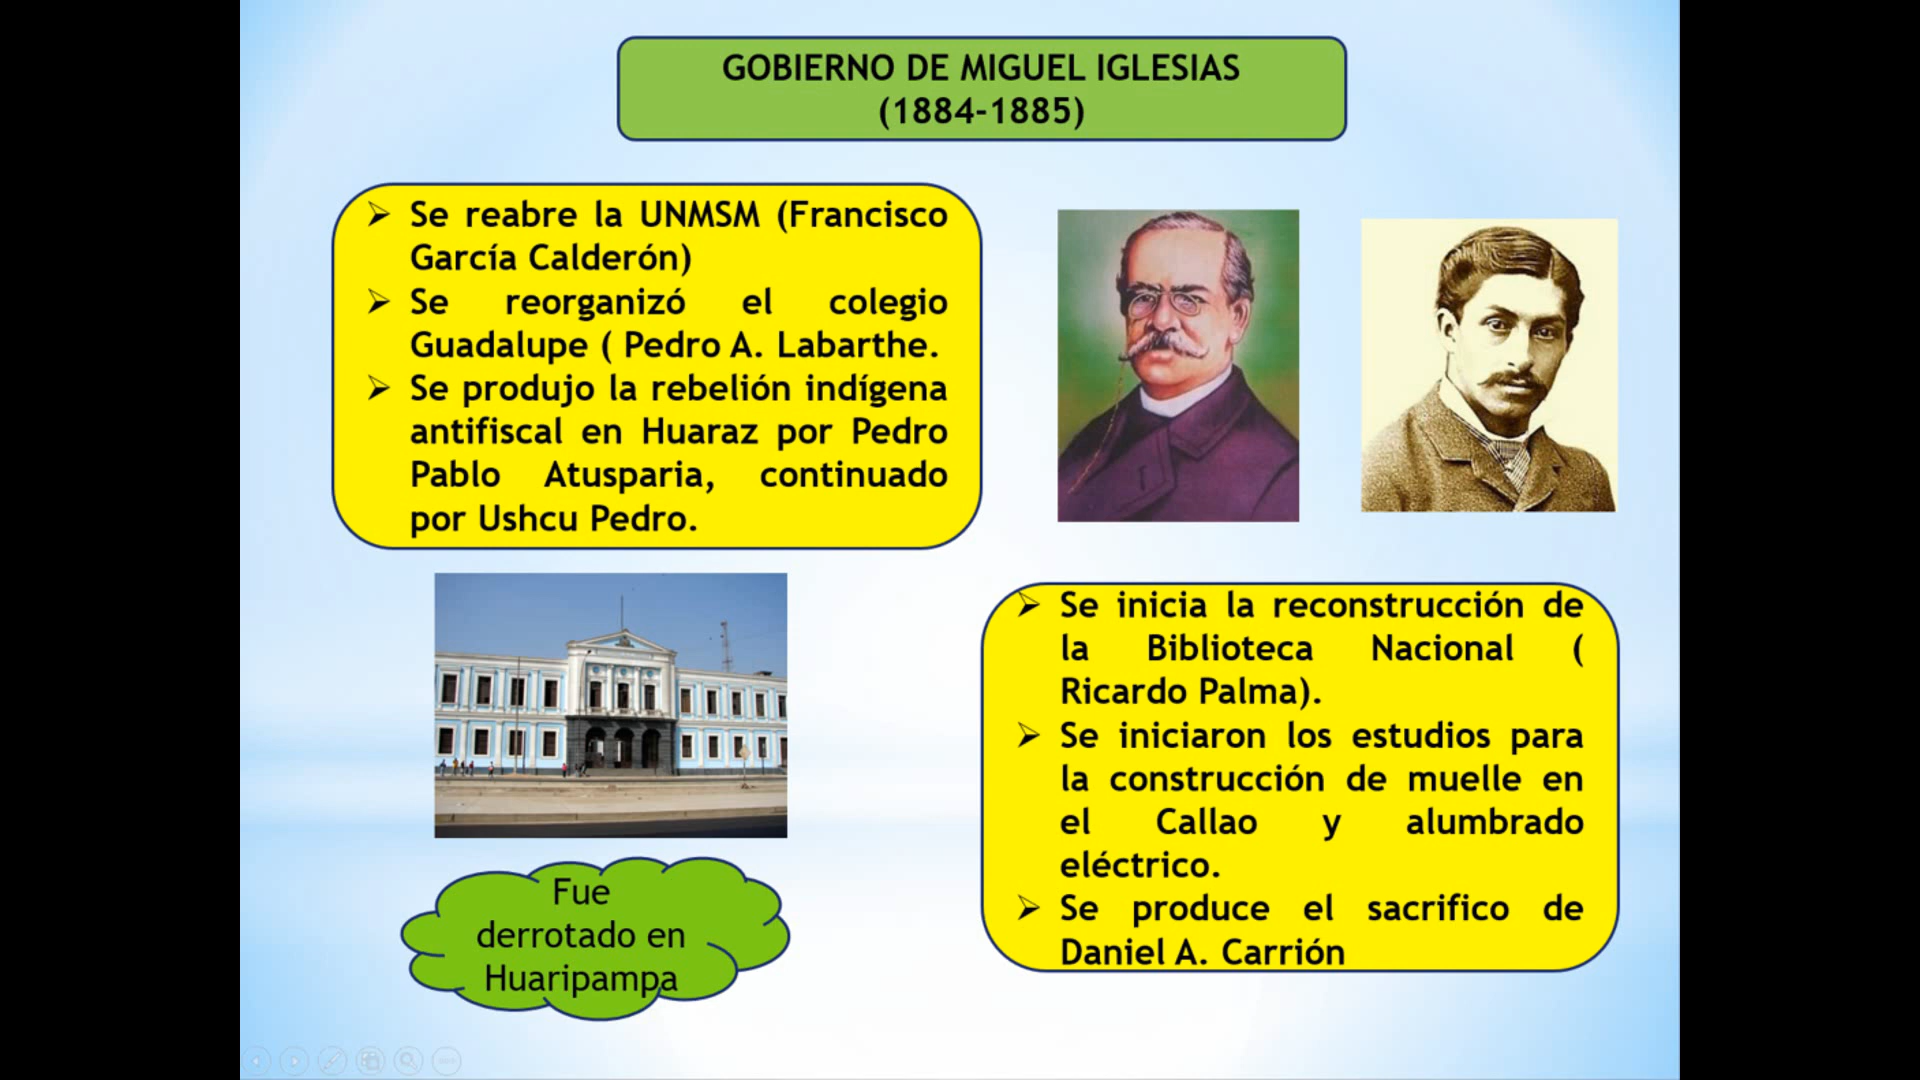 GOBIERNO DE MIGUEL IGLESIAS
(1884-1885)
Se reabre la UNMSM (Francisco
García Calderón)
Se reorganizó el colegio
Guadalupe ( Pedro A. Labarthe.
Se produjo la rebelión indígena
antifiscal en Huaraz por Pedro
Pablo Atusparia, continuado
por Ushcu Pedro.
Se inicia la reconstrucción de
la Biblioteca Nacional (
Ricardo Palma).
Se iniciaron los estudios para
la construcción de muelle en
el Callao y alumbrado
eléctrico.
Se produce el sacrifico de
Daniel A. Carrión
Fue
derrotado en
Huaripampa